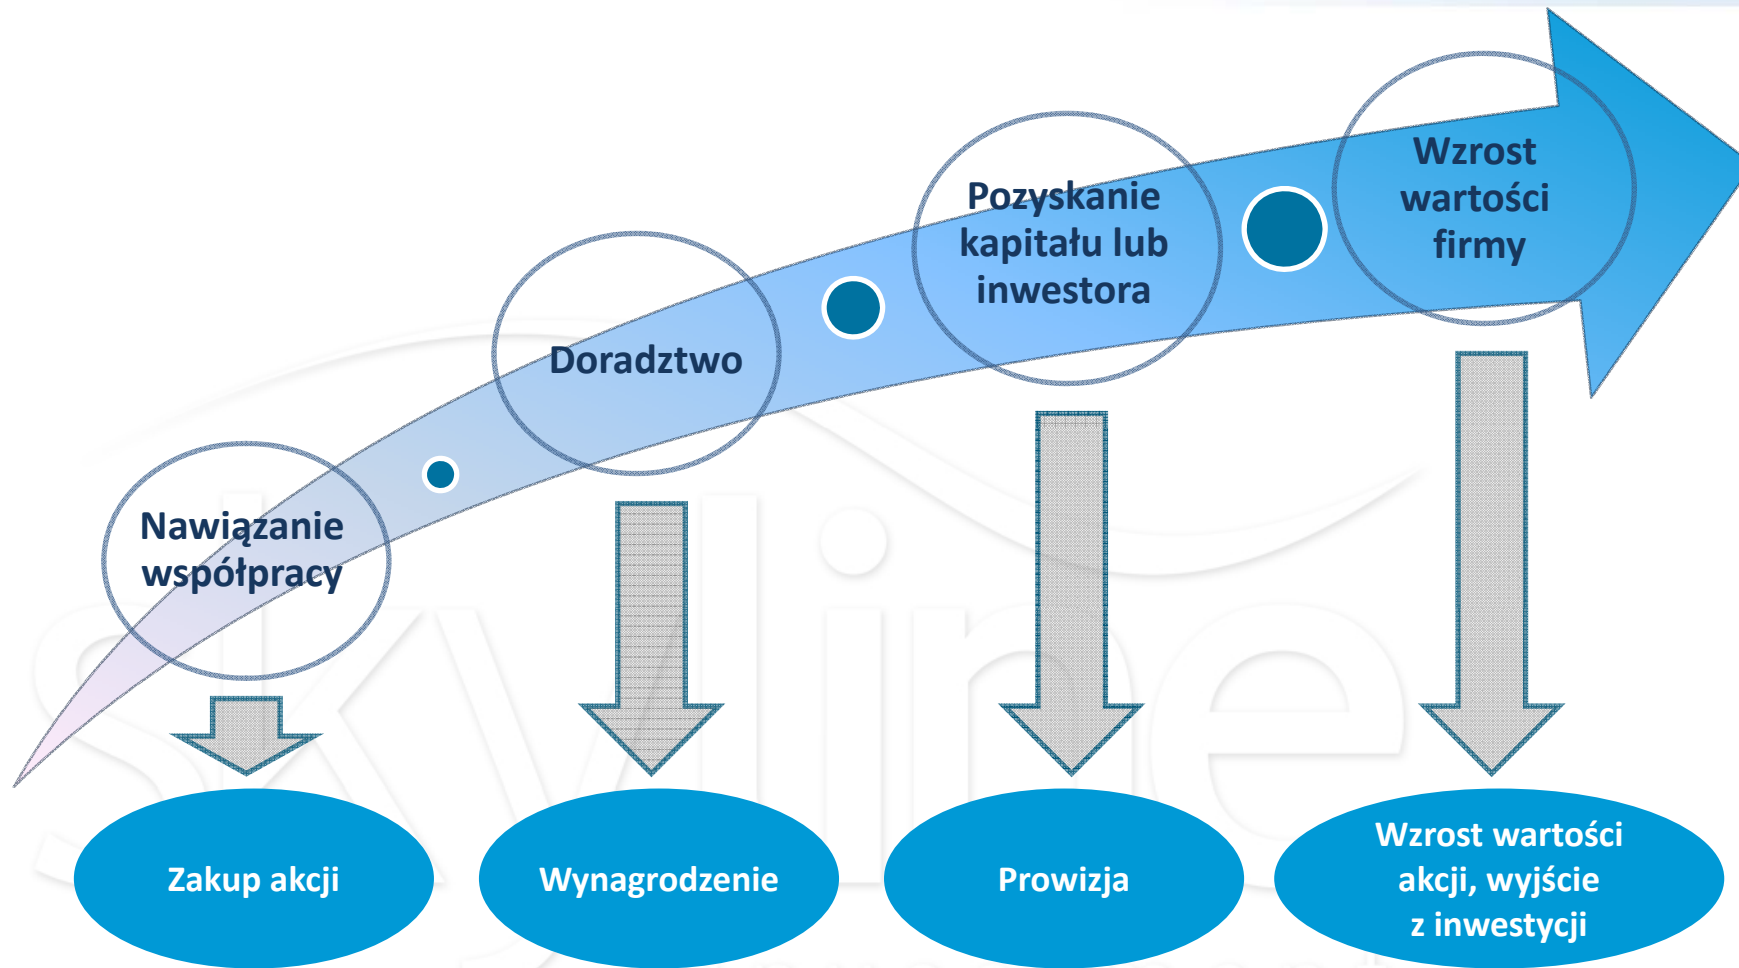 Wzrost
wartości
firmy
Pozyskanie
kapitału lub
inwestora
Doradztwo
Nawiązanie
współpracy
skyline
Zakup akcji
Wynagrodzenie
Prowizja
Wzrost wartości
akcji, wyjście
z inwestycji